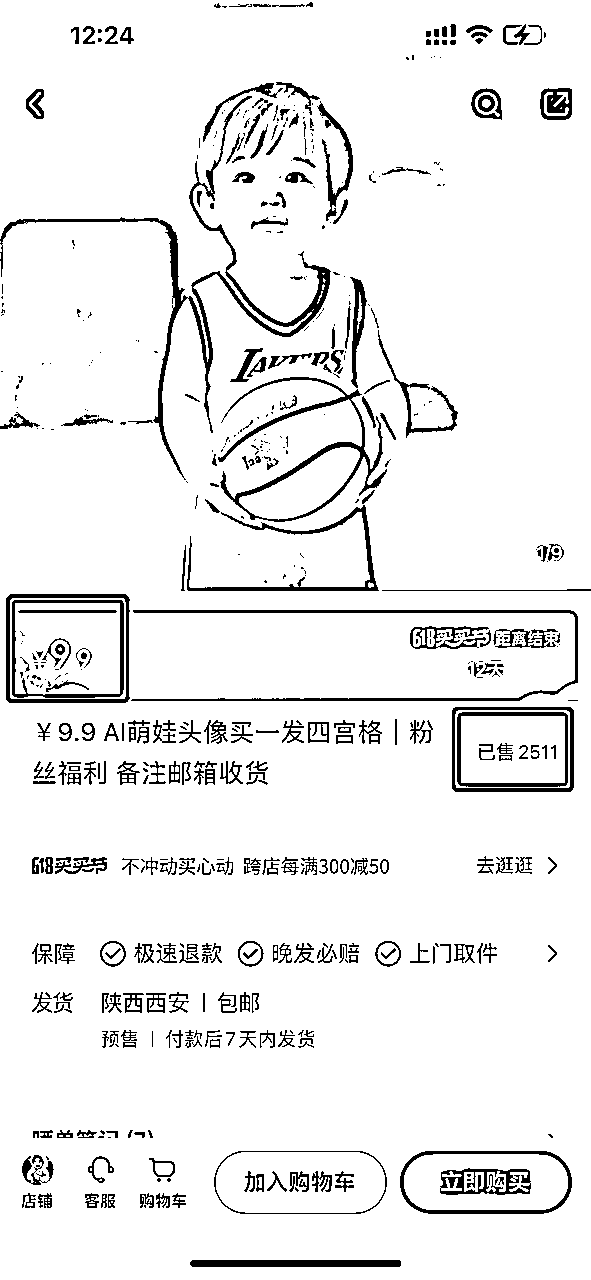 12:24
LAKERS
1/9
618买买节 距离结束
12天
¥9.9 AI萌娃头像买一发四宫格｜粉
丝福利 备注邮箱收货
已售 2511
618买买节 不冲动买心动 跨店每满300减50 去逛逛
保障 极速退款 晚发必赔 上门取件
发货 陕西西安 | 包邮
预售 | 付款后7天内发货
店铺 客服 购物车 加入购物车 立即购买